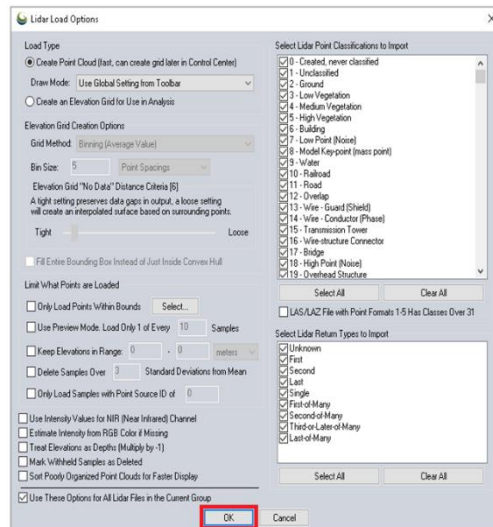 Lidar Load Options
Load Type
Create Point Cloud (fast, can create grid later in Control Center)
Draw Mode: Use Global Setting from Toolbar
Create an Elevation Grid for Use in Analysis
Elevation Grid Creation Options
Grid Method: Binning (Average Value)
Bin Size: 5 Point Spacings
Elevation Grid "No Data" Distance Criteria [6]
A tight setting preserves data gaps in output, a loose setting
will create an interpolated surface based on surrounding points.
Tight Loose
Fill Entire Bounding Box Instead of Just Inside Convex Hull
Limit What Points are Loaded
Only Load Points Within Bounds Select...
Use Preview Mode. Load Only 1 of Every 10 Samples
Keep Elevations in Range: 0 - 0 meters
Delete Samples Over 3 Standard Deviations from Mean
Only Load Samples with Point Source ID of 0
Use Intensity Values for NIR (Near Infrared) Channel
Estimate Intensity from RGB Color if Missing
Treat Elevations as Depths (Multiply by -1)
Mark Withheld Samples as Deleted
Sort Poorly Organized Point Clouds for Faster Display
Use These Options for All Lidar Files in the Current Group
Select Lidar Point Classifications to Import
0 - Created, never classified
1 - Unclassified
2 - Ground
3 - Low Vegetation
4 - Medium Vegetation
5 - High Vegetation
6 - Building
7 - Low Point (Noise)
8 - Model Key-point (mass point)
9 - Water
10 - Railroad
11 - Road
12 - Overlap
13 - Wire - Guard (Shield)
14 - Wire - Conductor (Phase)
15 - Transmission Tower
16 - Wire-structure Connector
17 - Bridge
18 - High Point (Noise)
19 - Overhead Structure
Select All Clear All
LAS/LAZ File with Point Formats 1-5 Has Classes Over 31
Select Lidar Return Types to Import
Unknown
First
Second
Last
Single
First-of-Many
Second-of-Many
Third-or-Later-of-Many
Last-of-Many
Select All Clear All
OK Cancel